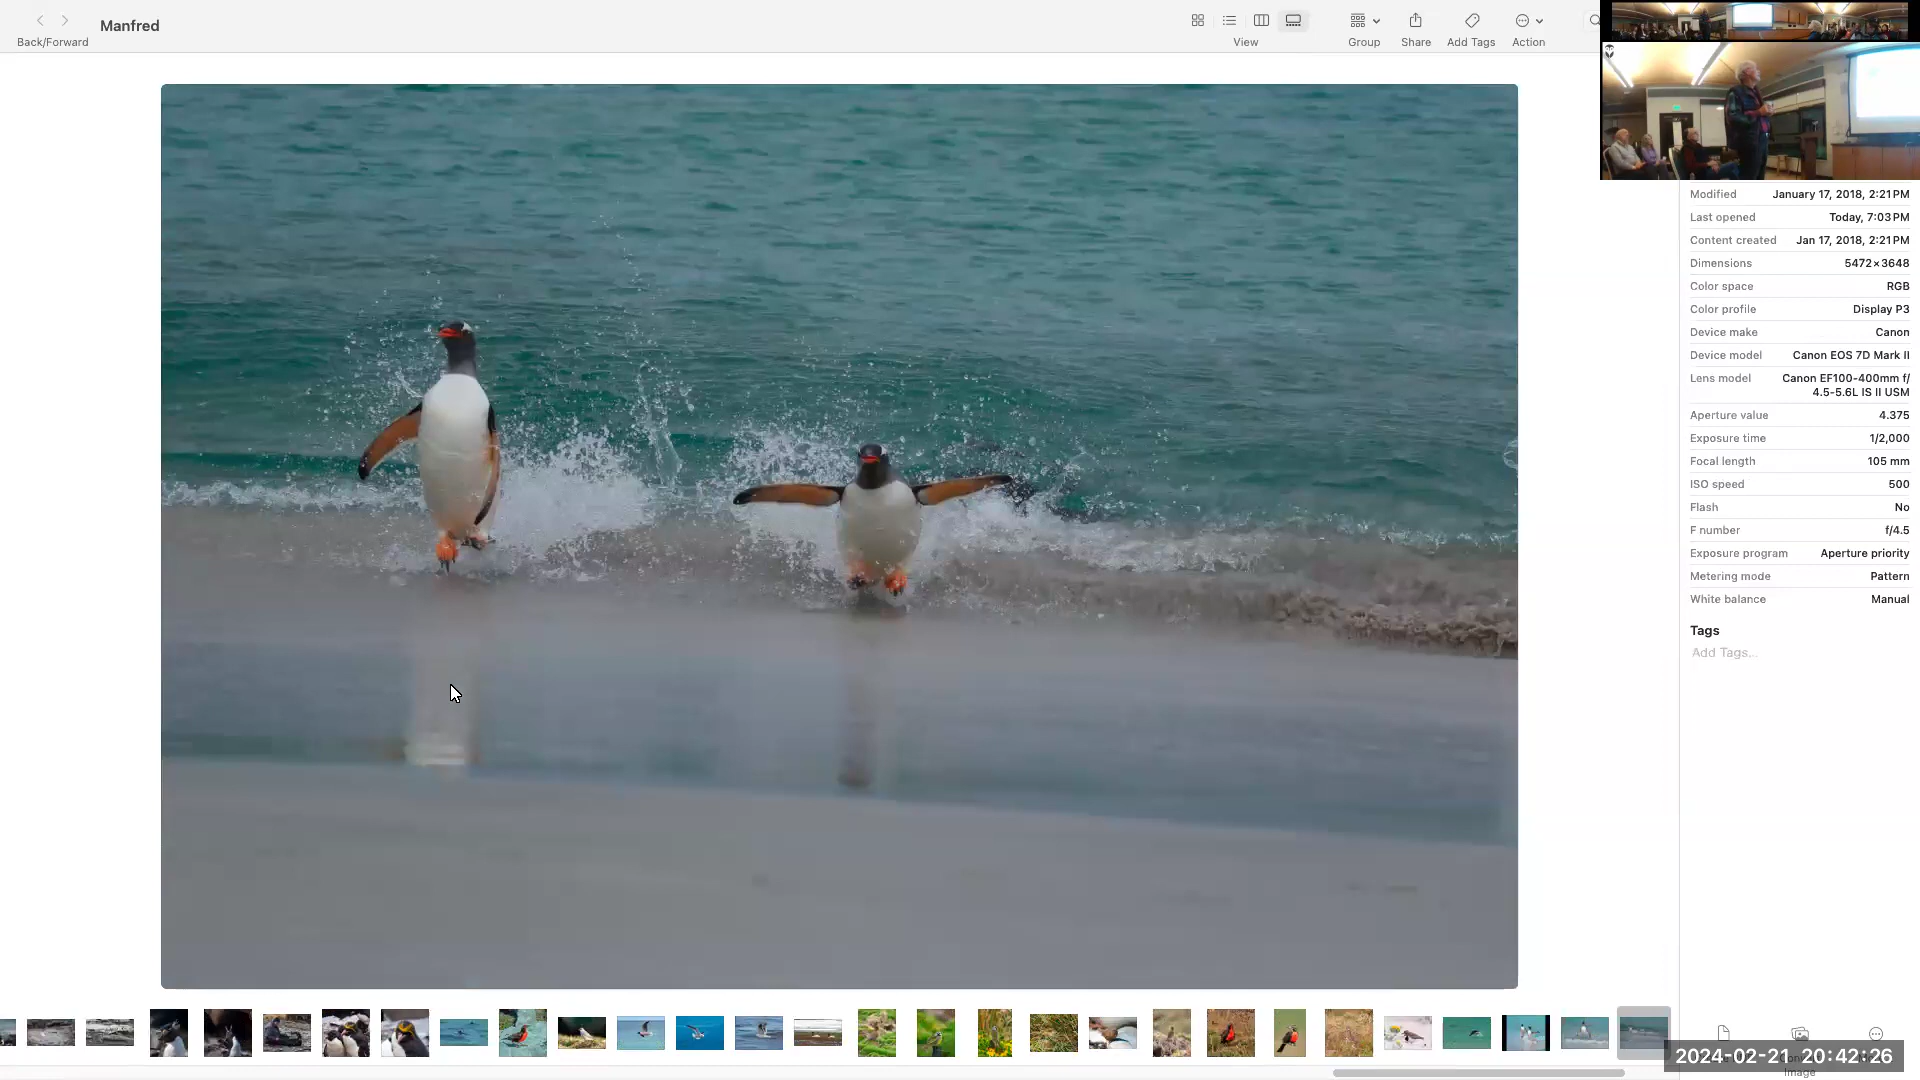 Manfred
Back/Forward
View
Group
Share
Add Tags
Action
Modified January 17, 2018, 2:21 PM
Last opened Today, 7:03 PM
Content created Jan 17, 2018, 2:21 PM
Dimensions 5472×3648
Color space RGB
Color profile Display P3
Device make Canon
Device model Canon EOS 7D Mark II
Lens model Canon EF100-400mm f/
4.5-5.6L IS II USM
Aperture value 4.375
Exposure time 1/2,000
Focal length 105 mm
ISO speed 500
Flash No
F number f/4.5
Exposure program Aperture priority
Metering mode Pattern
White balance Manual
Tags
Add Tags...
2024-02-21 20:42:26
Image